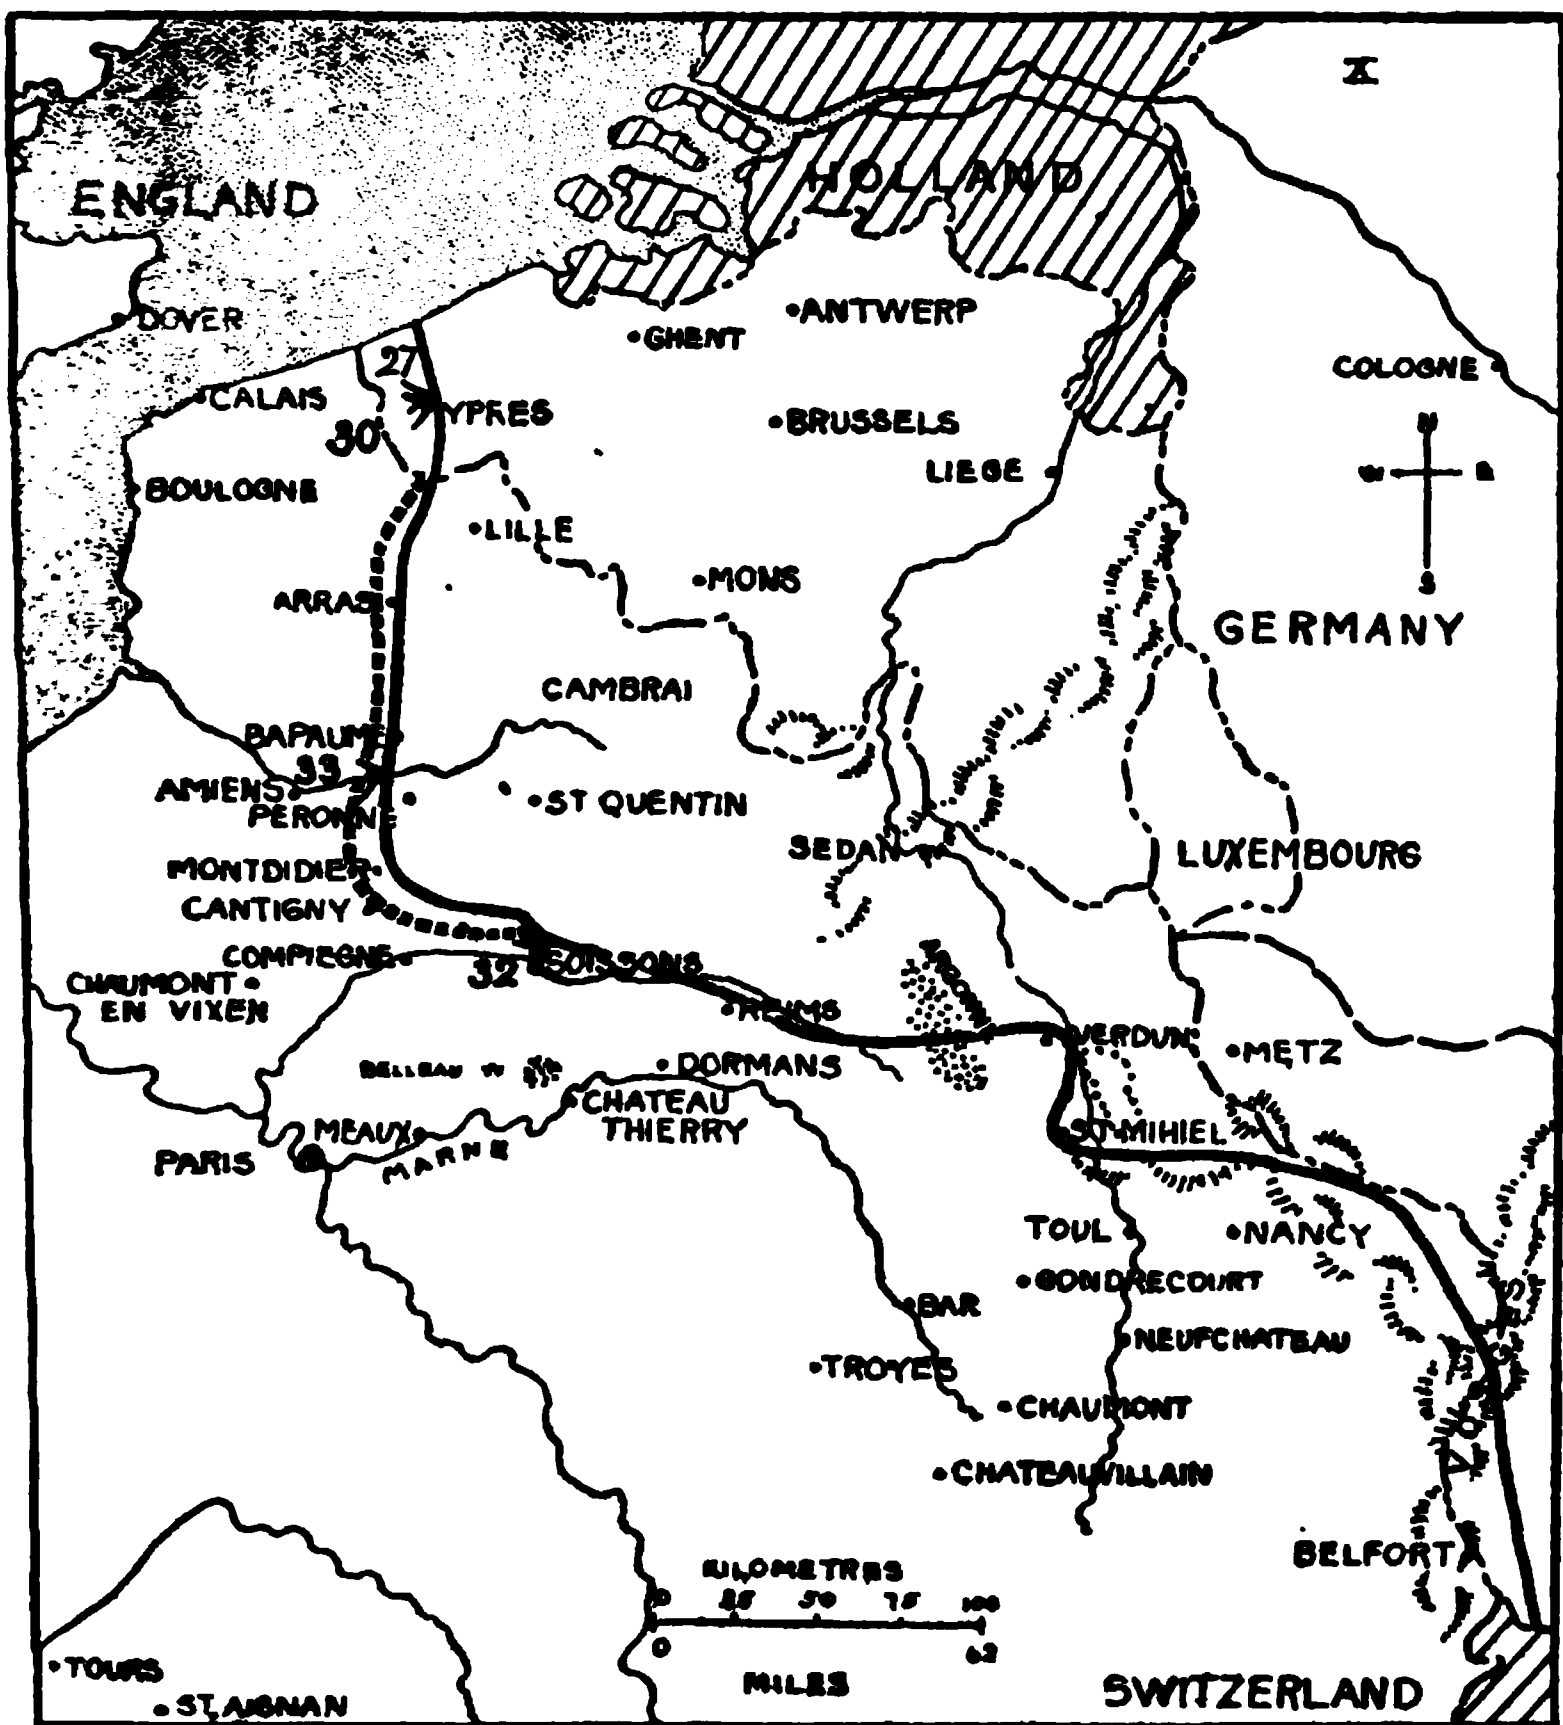 X
HOLLAND
ENGLAND
DOVER
ANTWERP
GHENT
27
COLOGNE
CALAIS
YPRES
BRUSSELS
N
30
LIEGE
W E
BOULOGNE
LILLE
MONS
S
ARRAS
GERMANY
CAMBRAI
BAPAUME
33
AMIENS
ST QUENTIN
PERONNE
SEDAN
LUXEMBOURG
MONTDIDIER
CANTIGNY
COMPIEGNE
SOISSONS
32
CHAUMONT
EN VIXEN
REIMS
ARGONNE
VERDUN
METZ
BELLEAU W
DORMANS
CHATEAU
THIERRY
MEAUX
ST MIHIEL
PARIS
MARNE
TOUL
NANCY
GONDRECOURT
BAR
NEUFCHATEAU
TROYES
CHAUMONT
CHATEAUVILLAIN
BELFORT
KILOMETRES
0 25 50 75 100
0 62
MILES
TOURS
ST. AIGNAN
SWITZERLAND